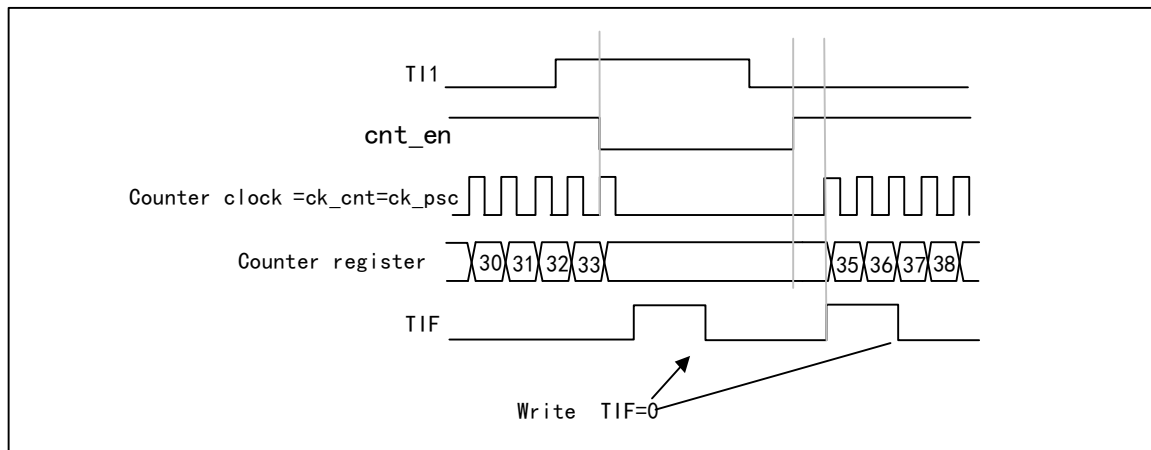 TI1
cnt_en
Counter clock =ck_cnt=ck_psc
Counter register 30 31 32 33 35 36 37 38
TIF
Write TIF=0